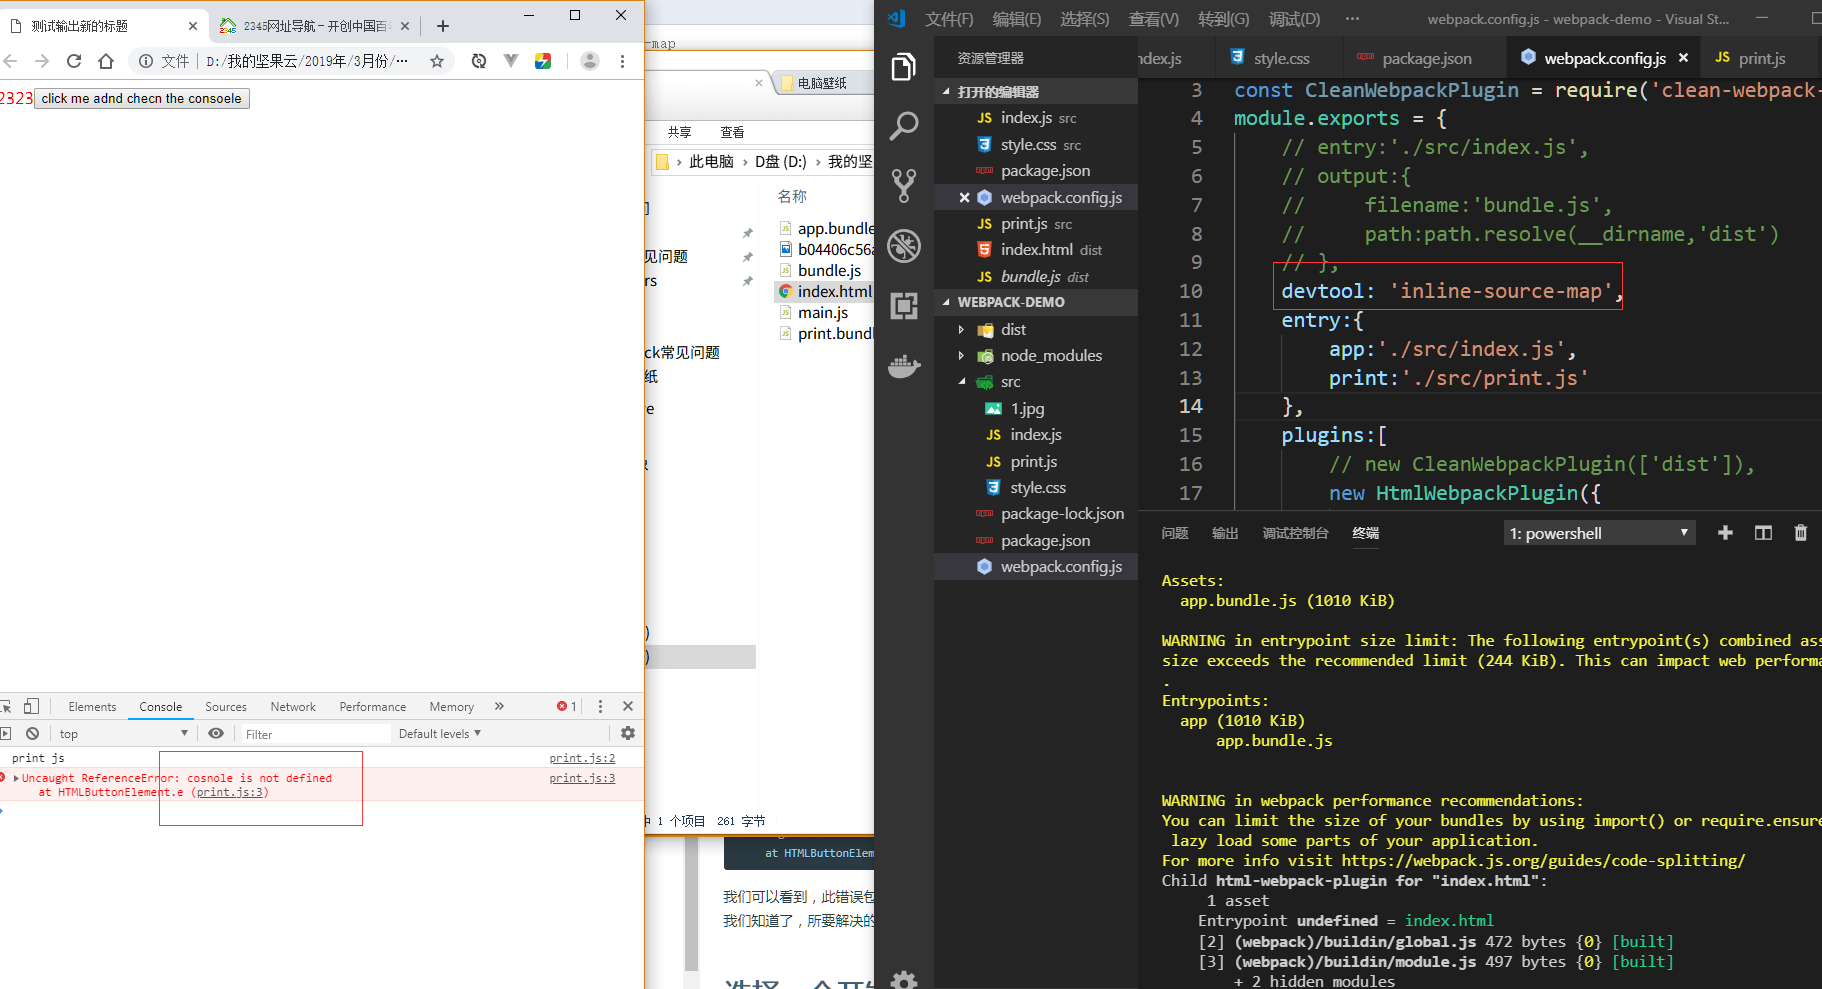 测试输出新的标题
2345网址导航 – 开创中国百
文件
D:/我的坚果云/2019年/3月份/···
2323
click me adnd checn the consoele
Elements
Console
Sources
Network
Performance
Memory
1
top
Filter
Default levels
print js
print.js:2
Uncaught ReferenceError: cosnole is not defined
print.js:3
at HTMLButtonElement.e (print.js:3)
-map
电脑壁纸
共享
查看
此电脑 › D盘 (D:) › 我的坚
名称
app.bundle
见问题
b04406c56a
bundle.js
rs
index.html
main.js
print.bundl
ck常见问题
纸
1 个项目
261 字节
at HTMLButtonElem
我们可以看到，此错误包
我们知道了，所要解决的
文件(F)
编辑(E)
选择(S)
查看(V)
转到(G)
调试(D)
···
webpack.config.js - webpack-demo - Visual St...
资源管理器
ndex.js
style.css
package.json
webpack.config.js
print.js
打开的编辑器
index.js src
style.css src
package.json
webpack.config.js
print.js src
index.html dist
bundle.js dist
WEBPACK-DEMO
dist
node_modules
src
1.jpg
index.js
print.js
style.css
package-lock.json
package.json
webpack.config.js
3 const CleanWebpackPlugin = require('clean-webpack-
4 module.exports = {
5 // entry:'./src/index.js',
6 // output:{
7 //     filename:'bundle.js',
8 //     path:path.resolve(__dirname,'dist')
9 // },
10 devtool: 'inline-source-map',
11 entry:{
12 app:'./src/index.js',
13 print:'./src/print.js'
14 },
15 plugins:[
16 // new CleanWebpackPlugin(['dist']),
17 new HtmlWebpackPlugin({
问题
输出
调试控制台
终端
1: powershell
Assets:
app.bundle.js (1010 KiB)
WARNING in entrypoint size limit: The following entrypoint(s) combined ass
size exceeds the recommended limit (244 KiB). This can impact web performa
.
Entrypoints:
app (1010 KiB)
app.bundle.js
WARNING in webpack performance recommendations:
You can limit the size of your bundles by using import() or require.ensure
lazy load some parts of your application.
For more info visit https://webpack.js.org/guides/code-splitting/
Child html-webpack-plugin for "index.html":
1 asset
Entrypoint undefined = index.html
[2] (webpack)/buildin/global.js 472 bytes {0} [built]
[3] (webpack)/buildin/module.js 497 bytes {0} [built]
+ 2 hidden modules